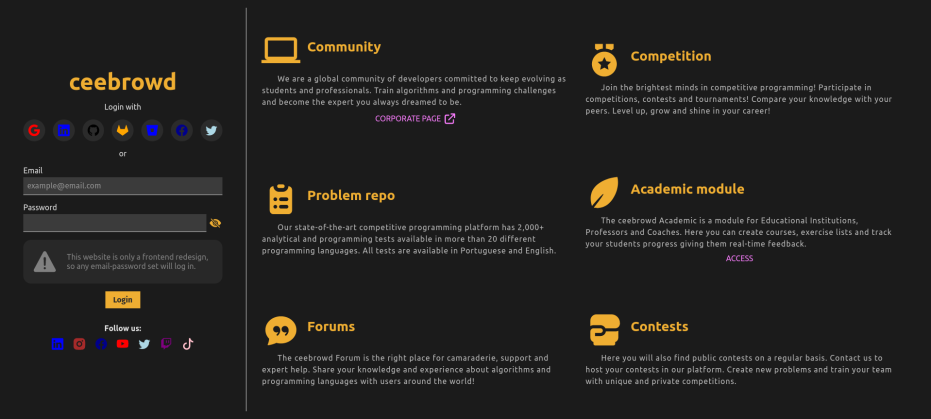 ceebrowd
Login with
or
Email
example@email.com
Password
This website is only a frontend redesign,
so any email-password set will log in.
Login
Follow us:
Community
We are a global community of developers committed to keep evolving as
students and professionals. Train algorithms and programming challenges
and become the expert you always dreamed to be.
CORPORATE PAGE
Competition
Join the brightest minds in competitive programming! Participate in
competitions, contests and tournaments! Compare your knowledge with your
peers. Level up, grow and shine in your career!
Problem repo
Our state-of-the-art competitive programming platform has 2,000+
analytical and programming tests available in more than 20 different
programming languages. All tests are available in Portuguese and English.
Academic module
The ceebrowd Academic is a module for Educational Institutions,
Professors and Coaches. Here you can create courses, exercise lists and track
your students progress giving them real-time feedback.
ACCESS
Forums
The ceebrowd Forum is the right place for camaraderie, support and
expert help. Share your knowledge and experience about algorithms and
programming languages with users around the world!
Contests
Here you will also find public contests on a regular basis. Contact us to
host your contests in our platform. Create new problems and train your team
with unique and private competitions.